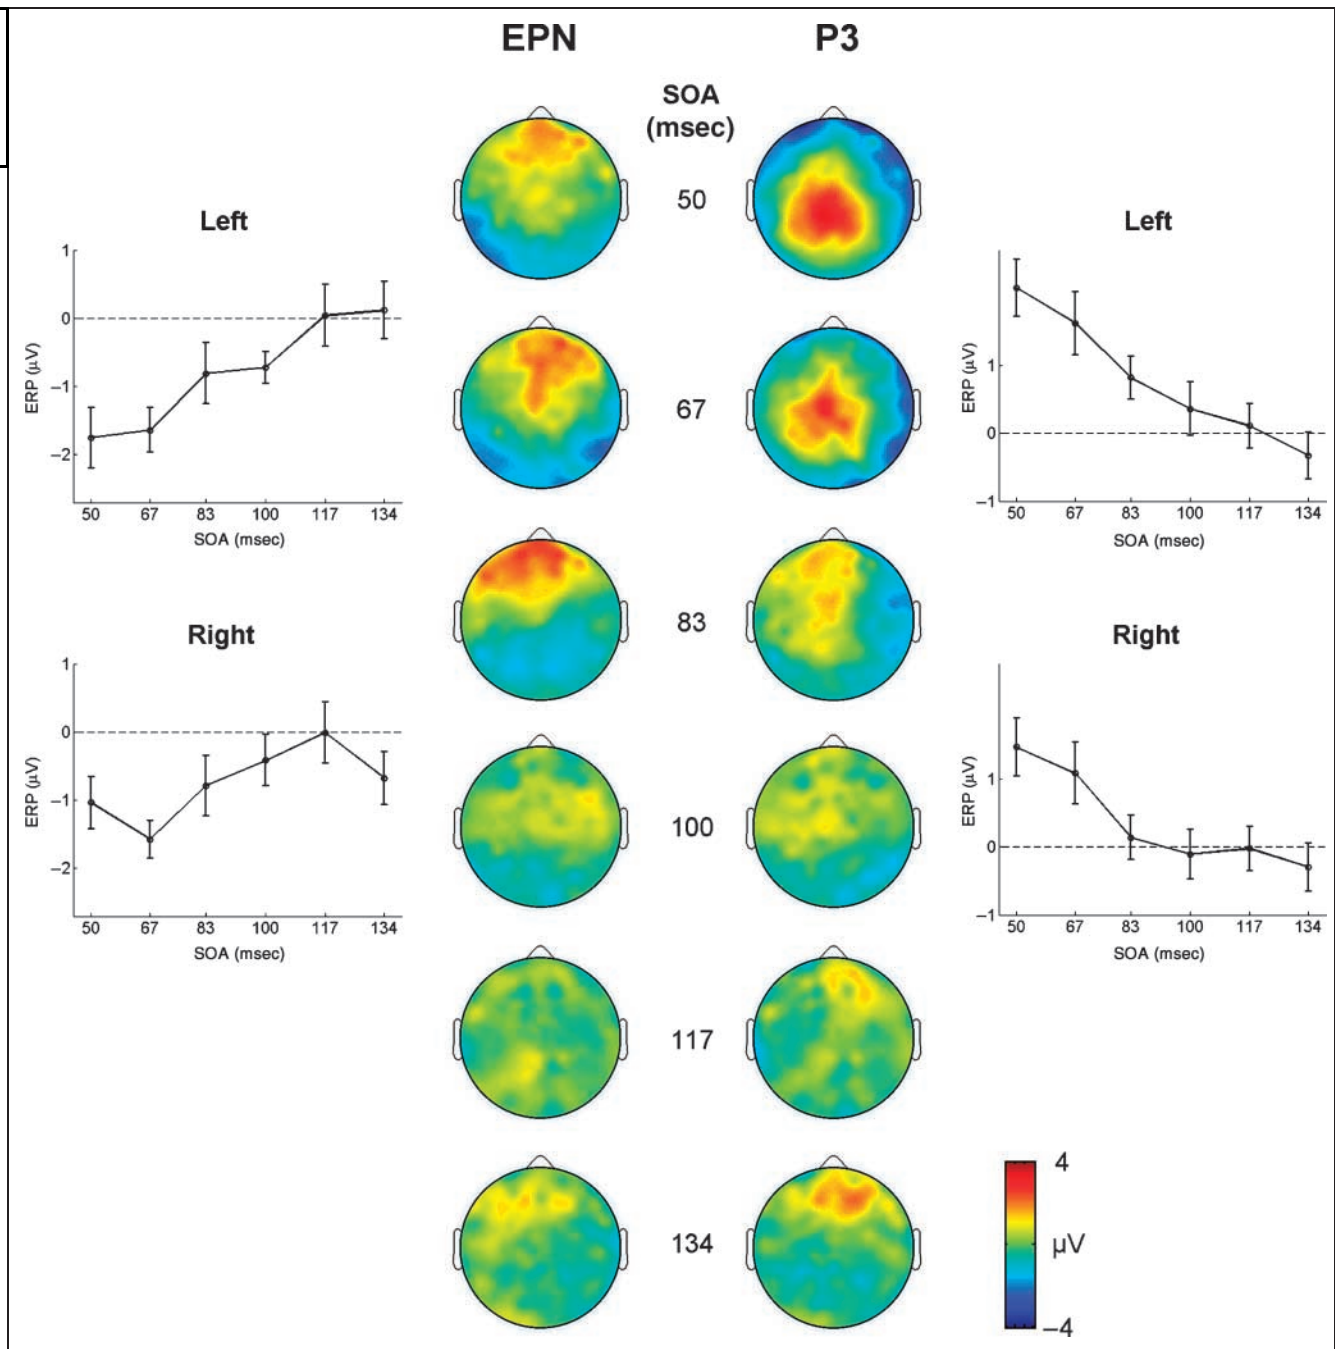 EPN
P3
SOA
(msec)
50
67
83
100
117
134
Left
1
0
−1
−2
ERP (µV)
50 67 83 100 117 134
SOA (msec)
Right
1
0
−1
−2
ERP (µV)
50 67 83 100 117 134
SOA (msec)
Left
1
0
−1
ERP (µV)
50 67 83 100 117 134
SOA (msec)
Right
1
0
−1
ERP (µV)
50 67 83 100 117 134
SOA (msec)
4
µV
−4